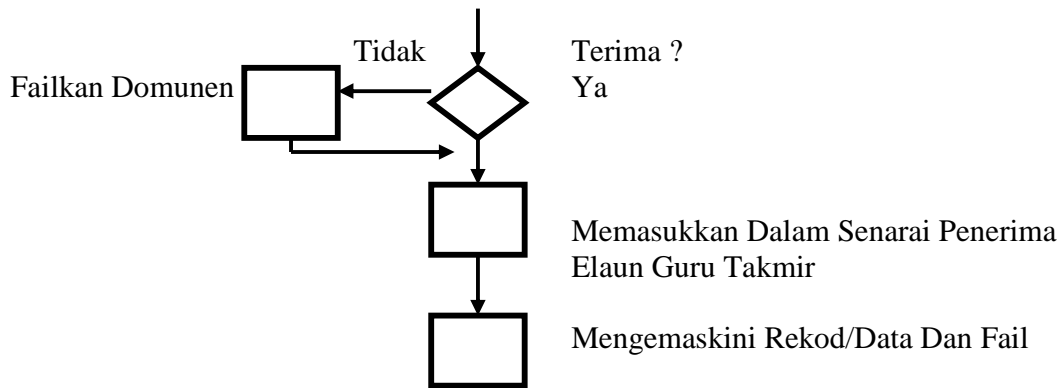 Tidak
Terima ?
Failkan Domunen
Ya
Memasukkan Dalam Senarai Penerima
Elaun Guru Takmir
Mengemaskini Rekod/Data Dan Fail